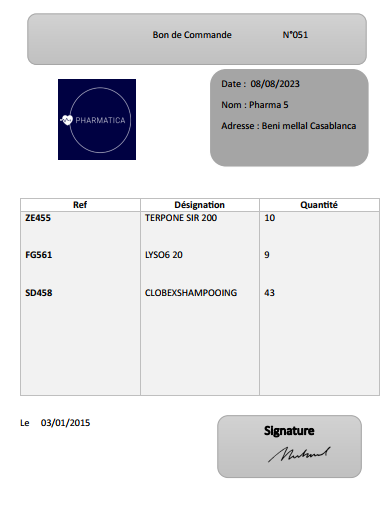 Bon de Commande N°051
PHARMATICA
Date : 08/08/2023
Nom : Pharma 5
Adresse : Beni mellal Casablanca
Ref Désignation Quantité
ZE455 TERPONE SIR 200 10
FG561 LYSO6 20 9
SD458 CLOBEXSHAMPOOING 43
Le 03/01/2015
Signature